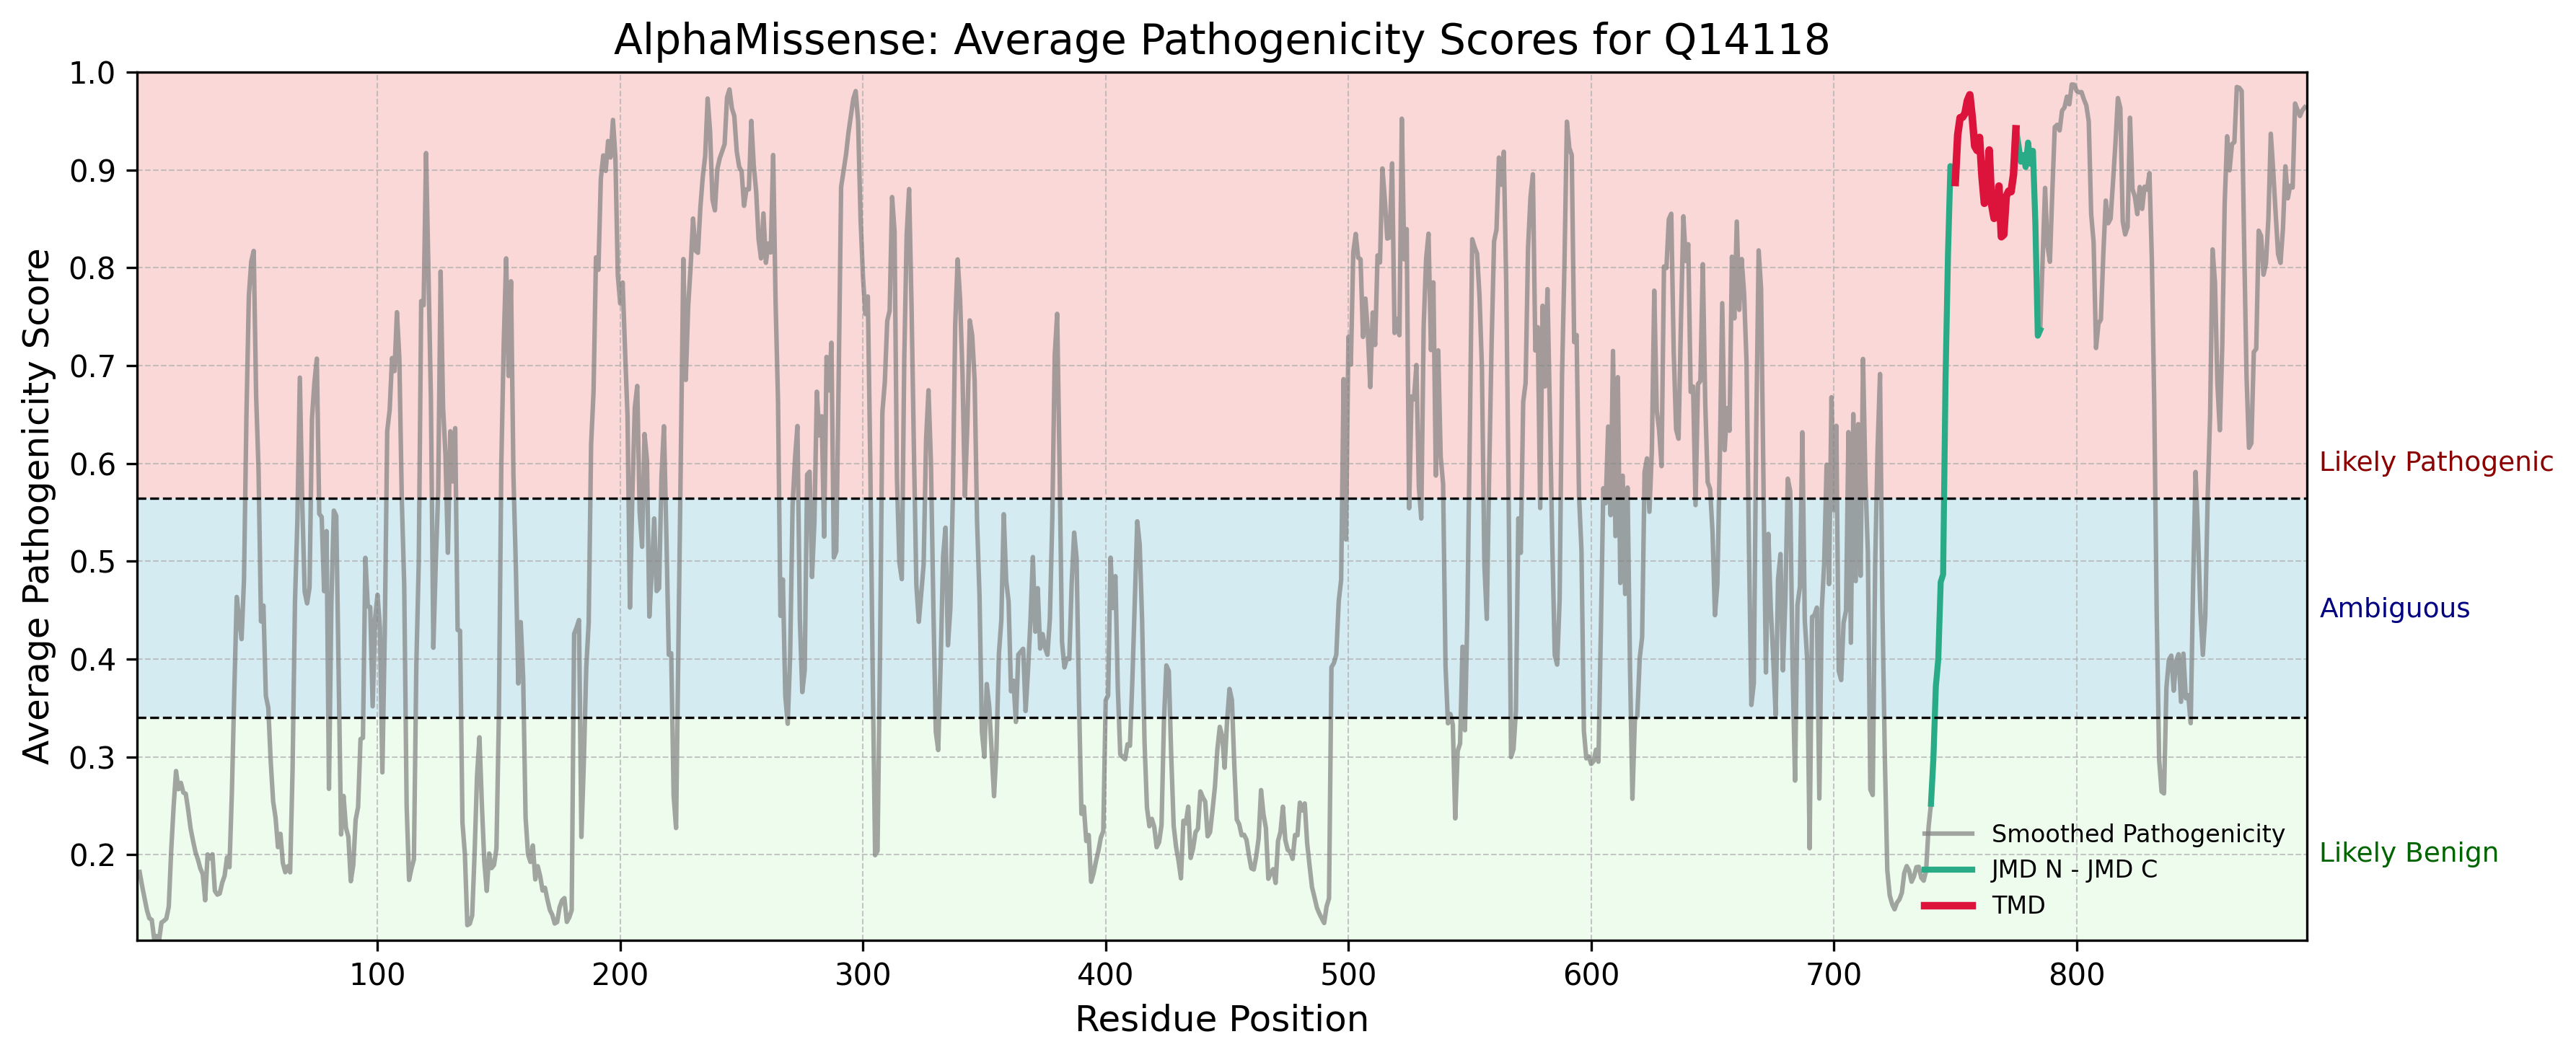 AlphaMissense: Average Pathogenicity Scores for Q14118
Average Pathogenicity Score
1.0
0.9
0.8
0.7
0.6
0.5
0.4
0.3
0.2
Likely Pathogenic
Ambiguous
Likely Benign
Smoothed Pathogenicity
JMD N - JMD C
TMD
100 200 300 400 500 600 700 800
Residue Position